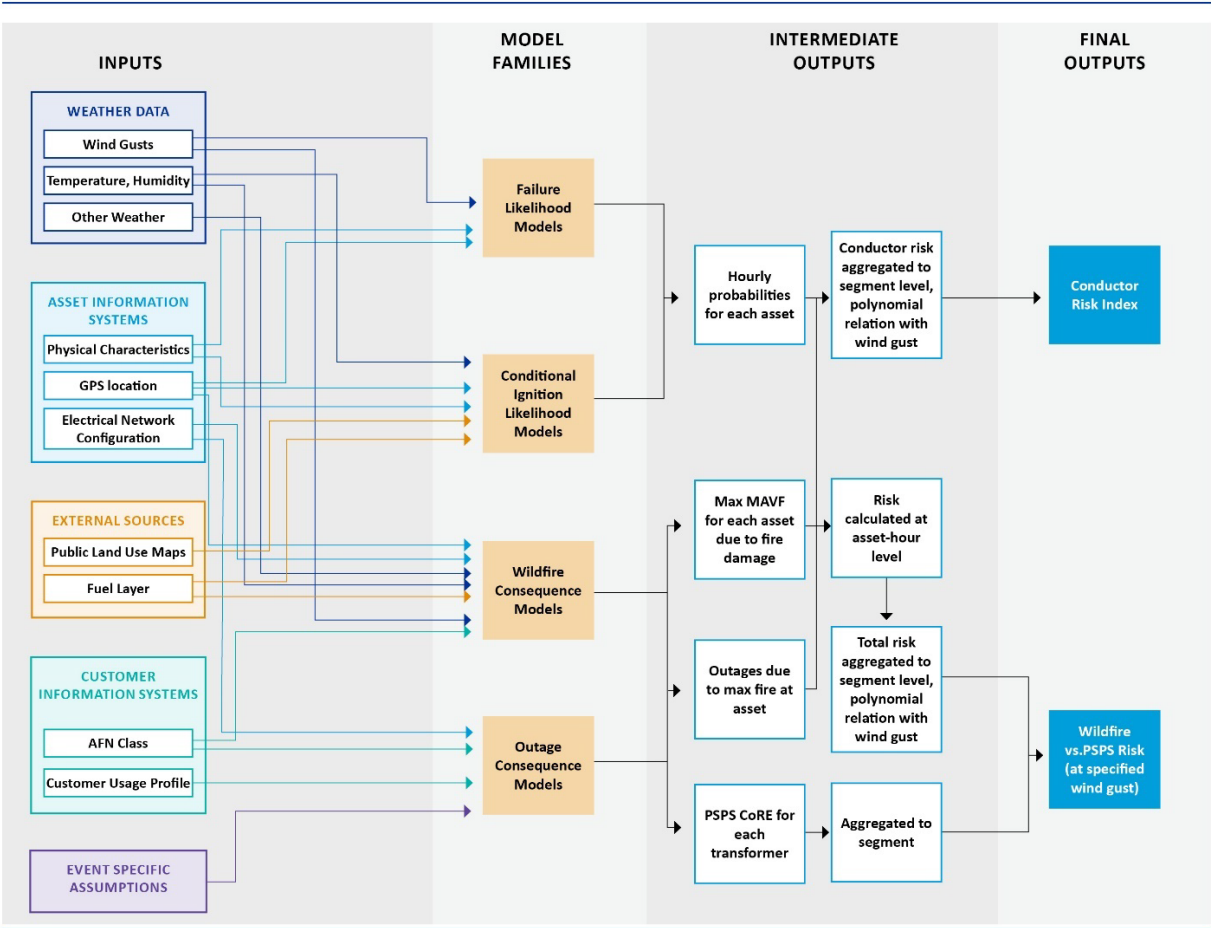 INPUTS
MODEL
FAMILIES
INTERMEDIATE
OUTPUTS
FINAL
OUTPUTS
WEATHER DATA
Wind Gusts
Temperature, Humidity
Other Weather
ASSET INFORMATION
SYSTEMS
Physical Characteristics
GPS location
Electrical Network
Configuration
EXTERNAL SOURCES
Public Land Use Maps
Fuel Layer
CUSTOMER
INFORMATION SYSTEMS
AFN Class
Customer Usage Profile
EVENT SPECIFIC
ASSUMPTIONS
Failure
Likelihood
Models
Conditional
Ignition
Likelihood
Models
Wildfire
Consequence
Models
Outage
Consequence
Models
Hourly
probabilities
for each asset
Conductor risk
aggregated to
segment level,
polynomial
relation with
wind gust
Max MAVF
for each asset
due to fire
damage
Risk
calculated at
asset-hour
level
Outages due
to max fire at
asset
Total risk
aggregated to
segment level,
polynomial
relation with
wind gust
PSPS CoRE for
each
transformer
Aggregated to
segment
Conductor
Risk Index
Wildfire
vs.PSPS Risk
(at specified
wind gust)